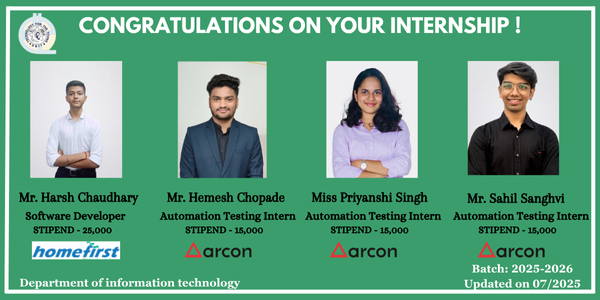 CONGRATULATIONS ON YOUR INTERNSHIP !
Mr. Harsh Chaudhary
Software Developer
STIPEND - 25,000
homefirst
Mr. Hemesh Chopade
Automation Testing Intern
STIPEND - 15,000
arcon
Miss Priyanshi Singh
Automation Testing Intern
STIPEND - 15,000
arcon
Mr. Sahil Sanghvi
Automation Testing Intern
STIPEND - 15,000
arcon
Department of information technology
Batch: 2025-2026
Updated on 07/2025